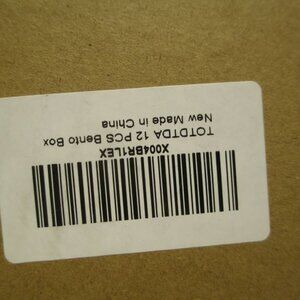 X004BR1LEX
TOTDTDA 12 PCS Bento Box
New Made in China